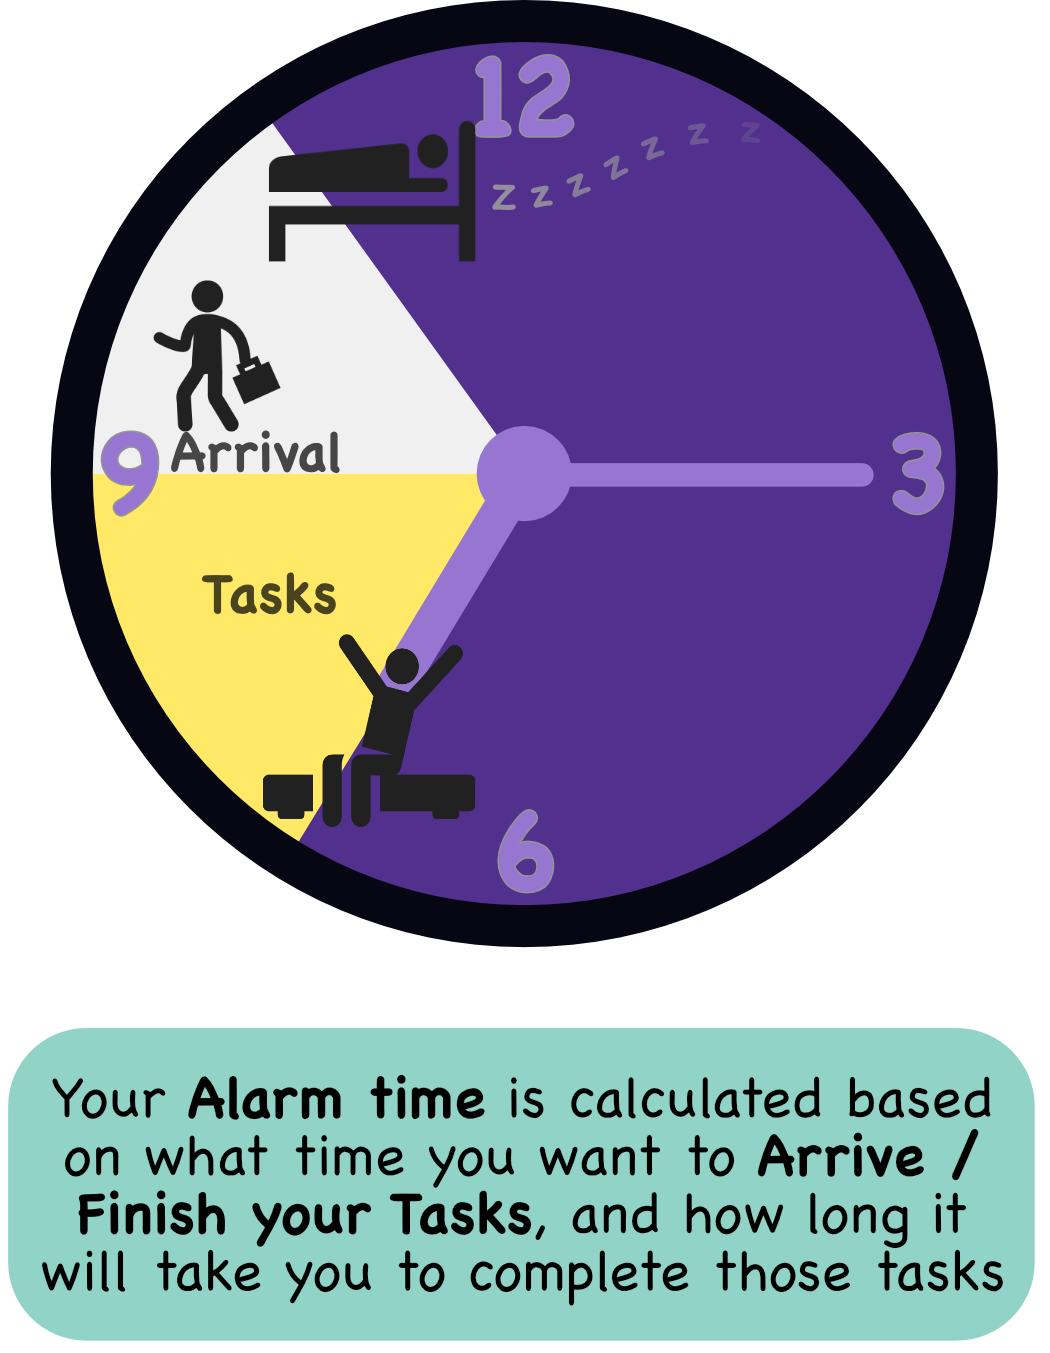 12
z z z z z z z
9 Arrival
3
Tasks
6
Your Alarm time is calculated based
on what time you want to Arrive /
Finish your Tasks, and how long it
will take you to complete those tasks